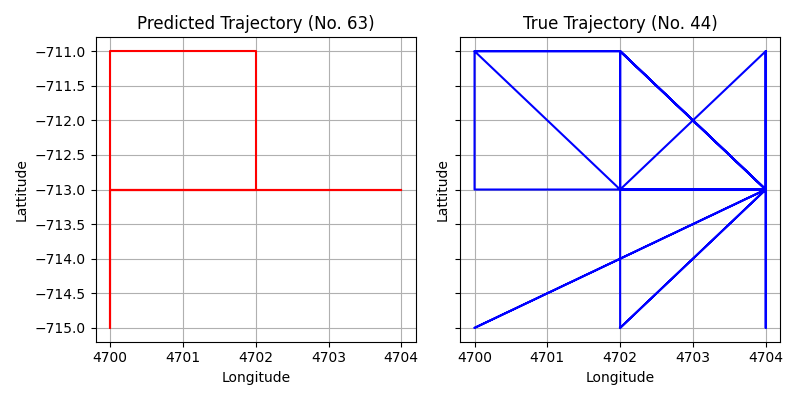 Predicted Trajectory (No. 63)
True Trajectory (No. 44)
−711.0
−711.5
−712.0
−712.5
−713.0
−713.5
−714.0
−714.5
−715.0
Lattitude
Lattitude
4700 4701 4702 4703 4704
4700 4701 4702 4703 4704
Longitude
Longitude